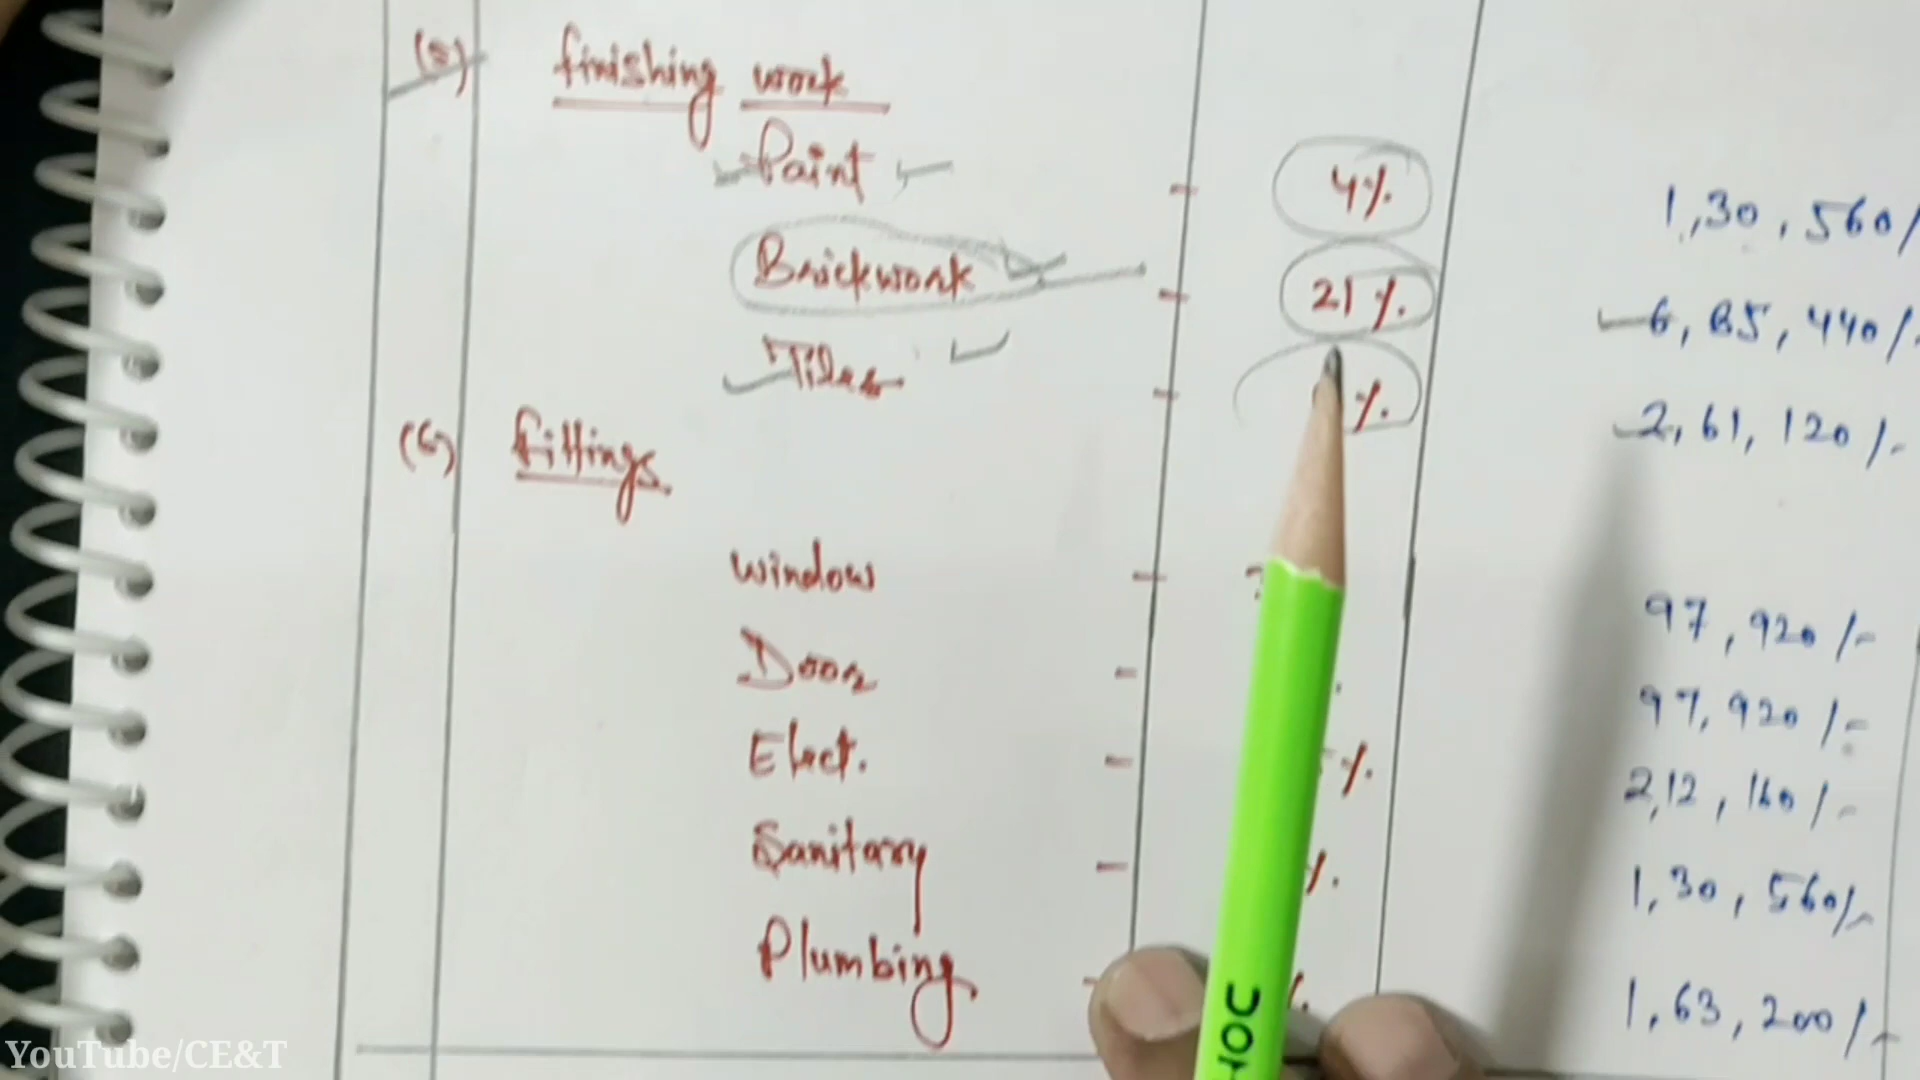 (5) finishing work
Paint - 4%. 1,30,560/
Brickwork - 21%. 6,85,440/-
Tiles - %. 2,61,120/-
(6) fittings
Window - 97,920/-
Door - 97,920/-
Elect. - %. 2,12,160/-
Sanitary - %. 1,30,560/-
Plumbing - 1,63,200/-
HOC
YouTube/CE&T